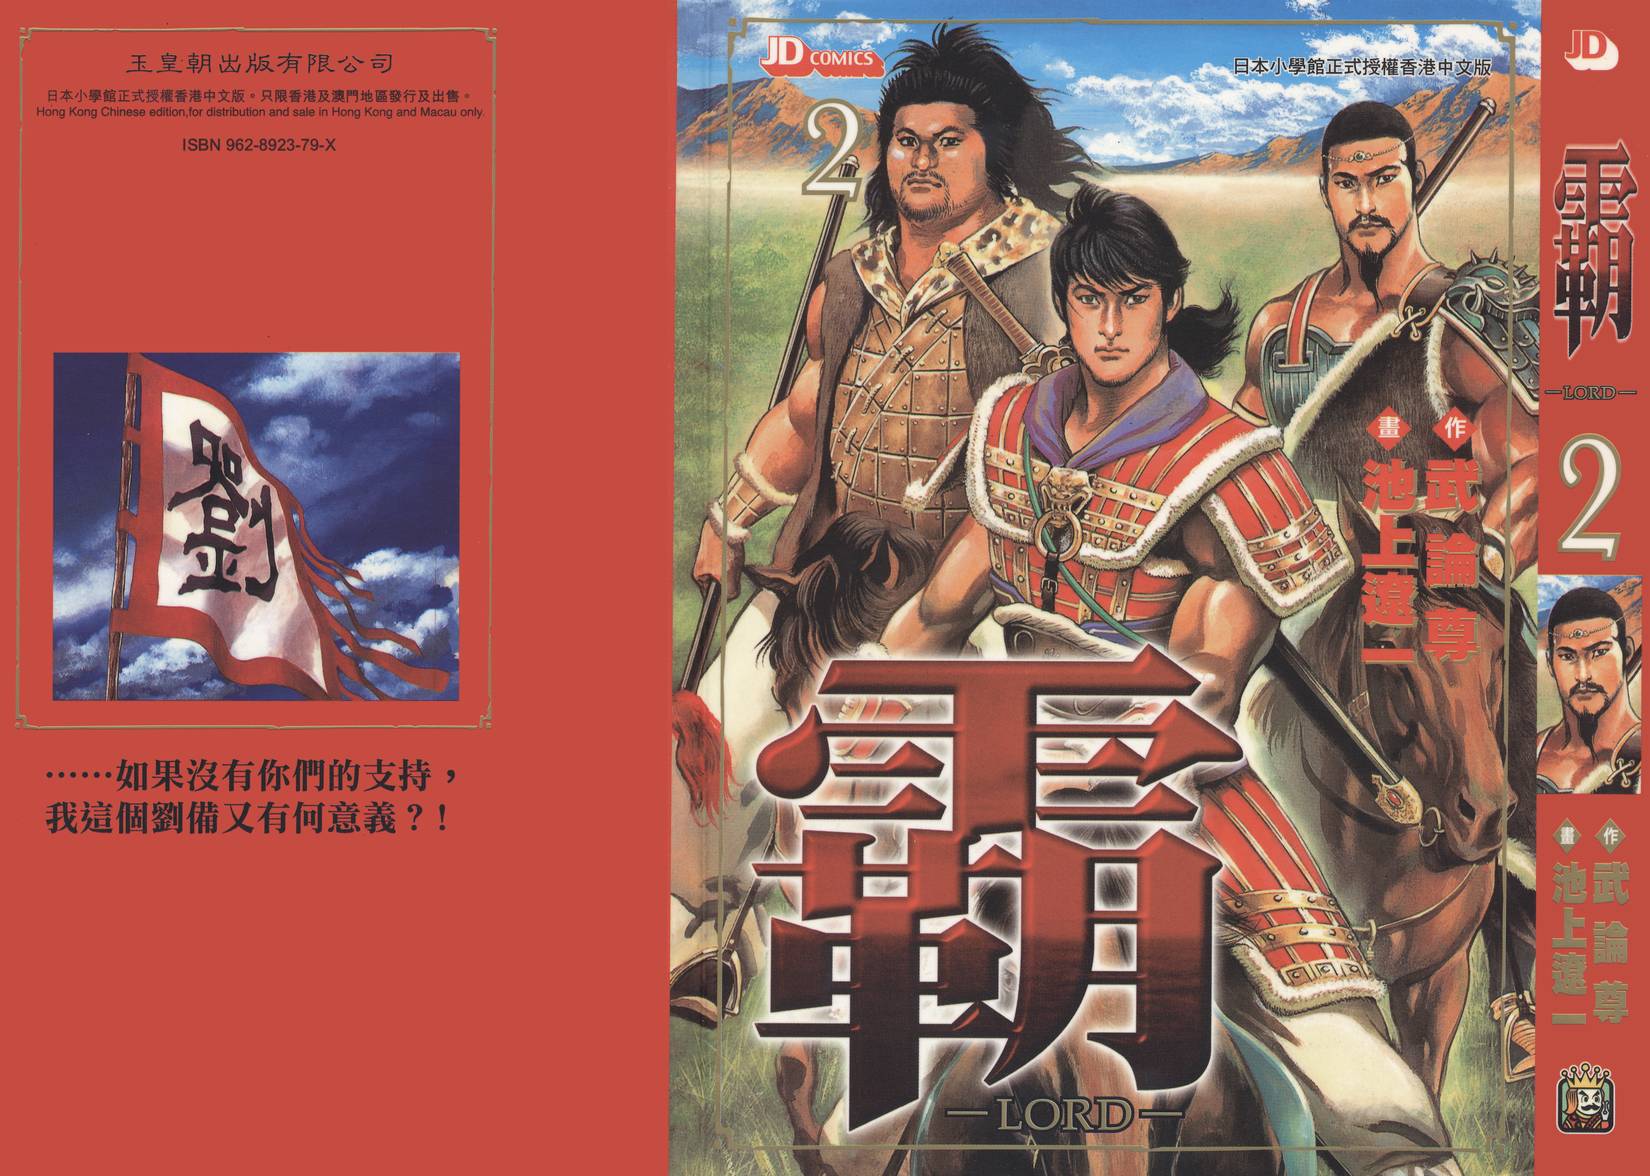 玉皇朝出版有限公司
日本小學館正式授權香港中文版。只限香港及澳門地區發行及出售。
Hong Kong Chinese edition,for distribution and sale in Hong Kong and Macau only.
ISBN 962-8923-79-X
劉
……如果沒有你們的支持，
我這個劉備又有何意義？！
JD COMICS
日本小學館正式授權香港中文版
2
作 武論尊
畫 池上遼一
霸
LORD
JD
霸
LORD
2
作 武論尊
畫 池上遼一